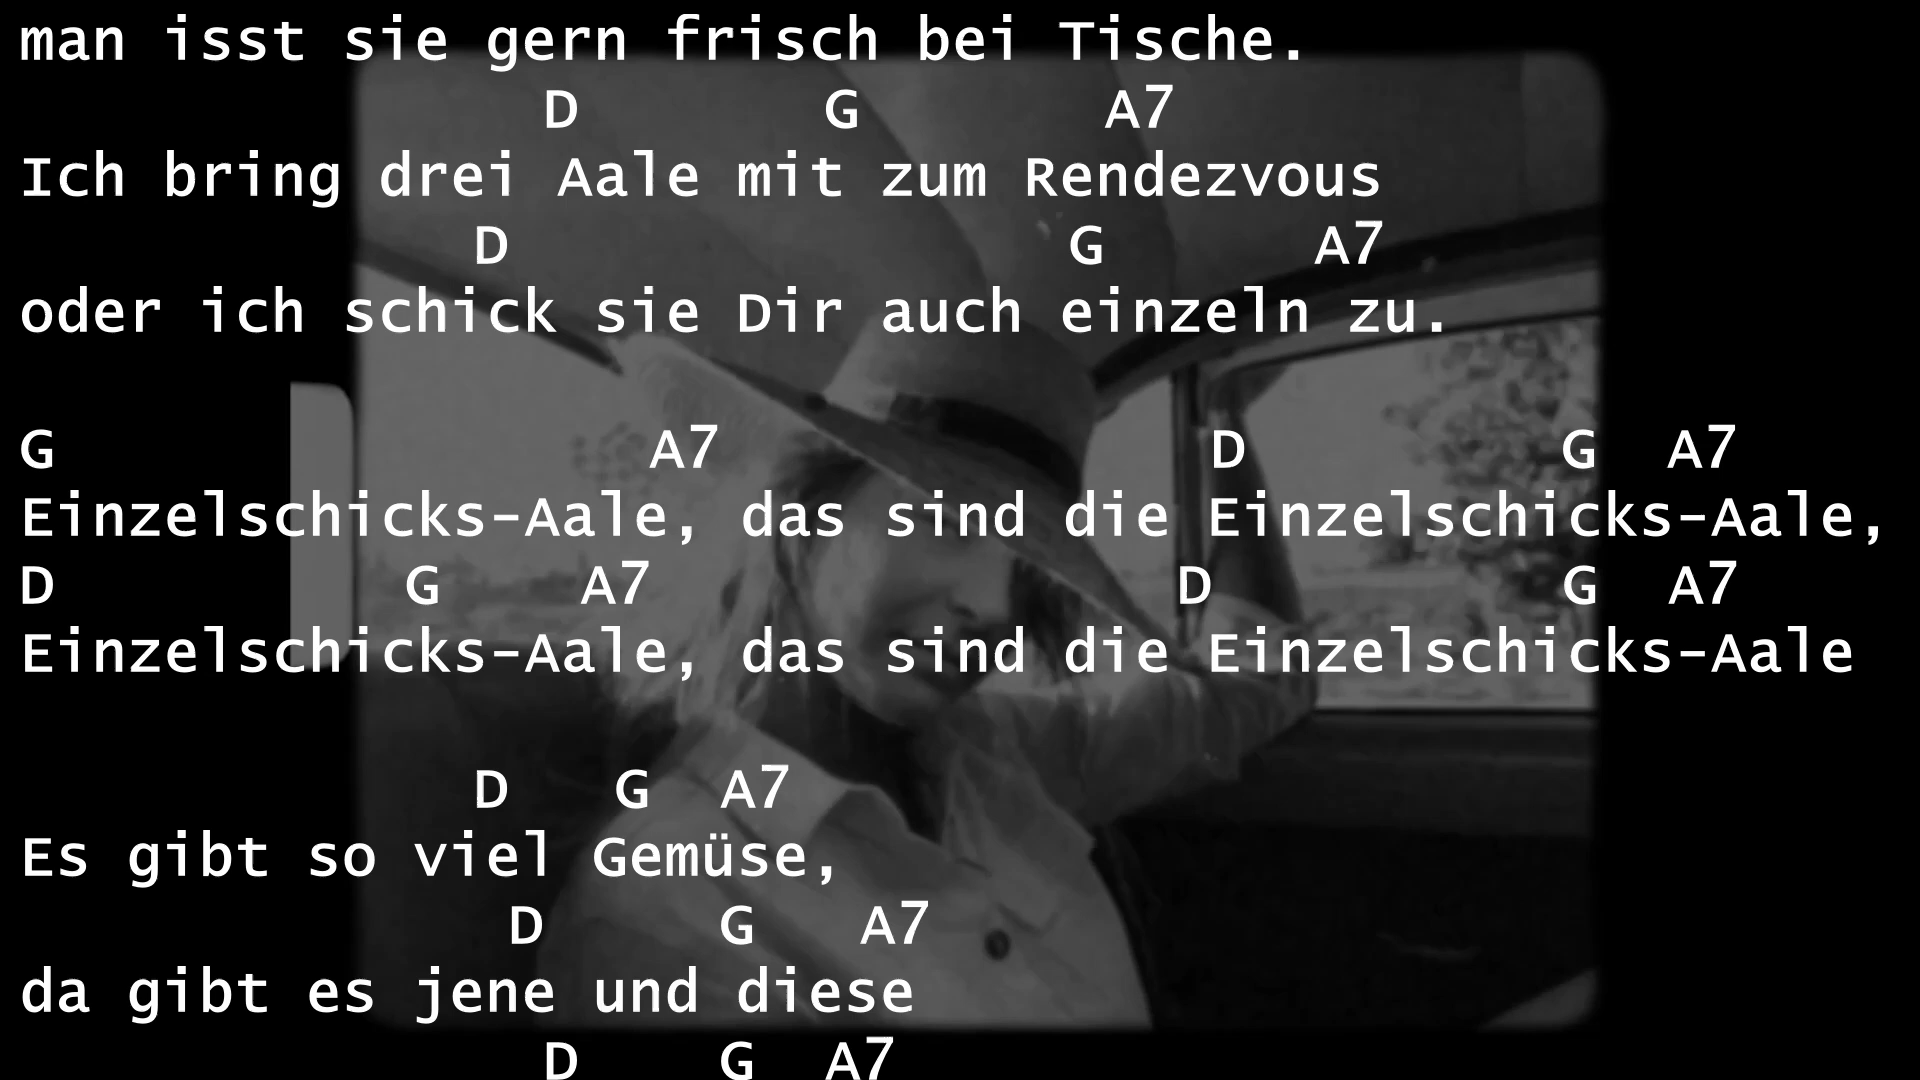 man isst sie gern frisch bei Tische.
D G A7
Ich bring drei Aale mit zum Rendezvous
D G A7
oder ich schick sie Dir auch einzeln zu.
G A7 D G A7
Einzelschicks-Aale, das sind die Einzelschicks-Aale,
D G A7 D G A7
Einzelschicks-Aale, das sind die Einzelschicks-Aale
D G A7
Es gibt so viel Gemüse,
D G A7
da gibt es jene und diese
D G A7